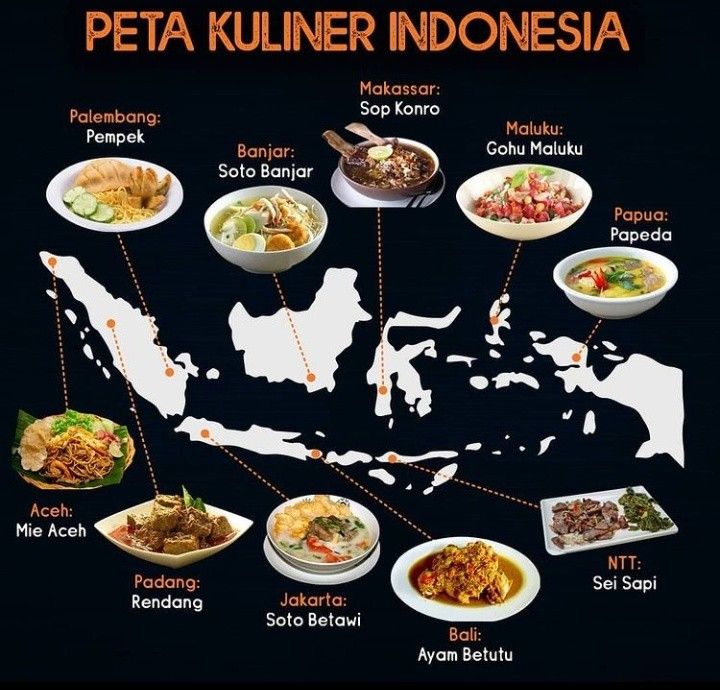 PETA KULINER INDONESIA
Makassar:
Sop Konro
Palembang:
Pempek
Banjar:
Soto Banjar
Maluku:
Gohu Maluku
Papua:
Papeda
Aceh:
Mie Aceh
Padang:
Rendang
Jakarta:
Soto Betawi
Bali:
Ayam Betutu
NTT:
Sei Sapi